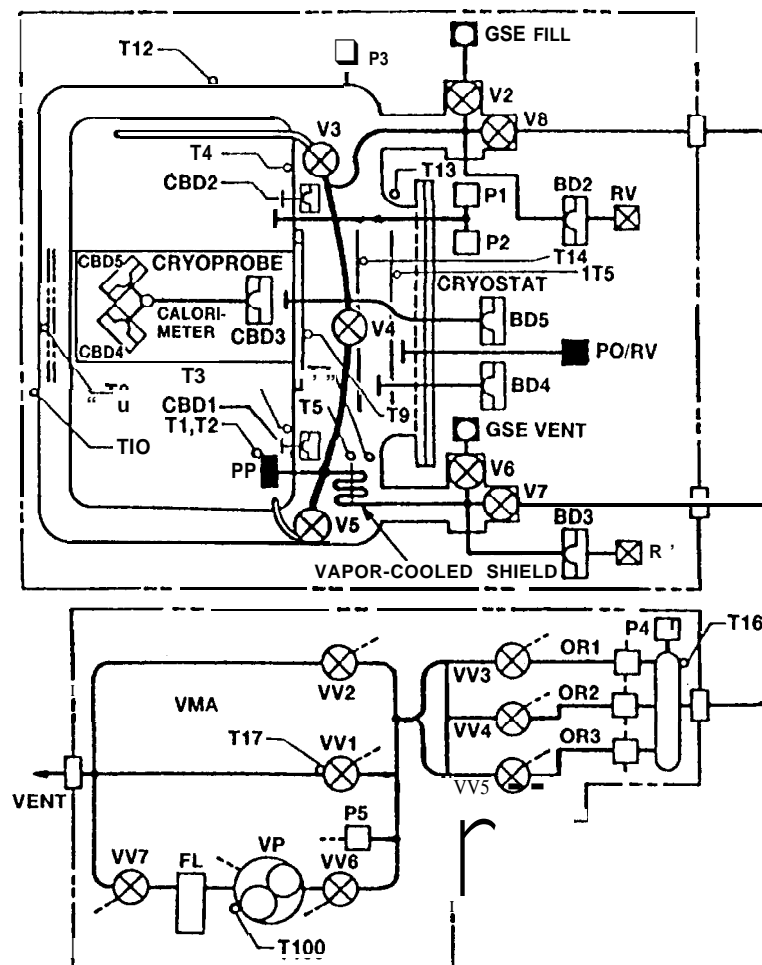 GSE FILL
T12
P3
V2
V3
V8
T4
T13
CBD2
P1
BD2
RV
P2
T14
1T5
CBD5
CRYOPROBE
CRYOSTAT
CALORI-
METER
CBD3
V4
BD5
CBD4
PO/RV
T3
BD4
“ u
CBD1
T5
T9
T1,T2
TIO
GSE VENT
PP
V6
V7
V5
BD3
R '
VAPOR-COOLED SHIELD
P4
T16
OR1
VV3
VV2
OR2
VMA
VV4
T17
OR3
VV1
VV5
VENT
P5
VV7
FL
VP
VV6
T100